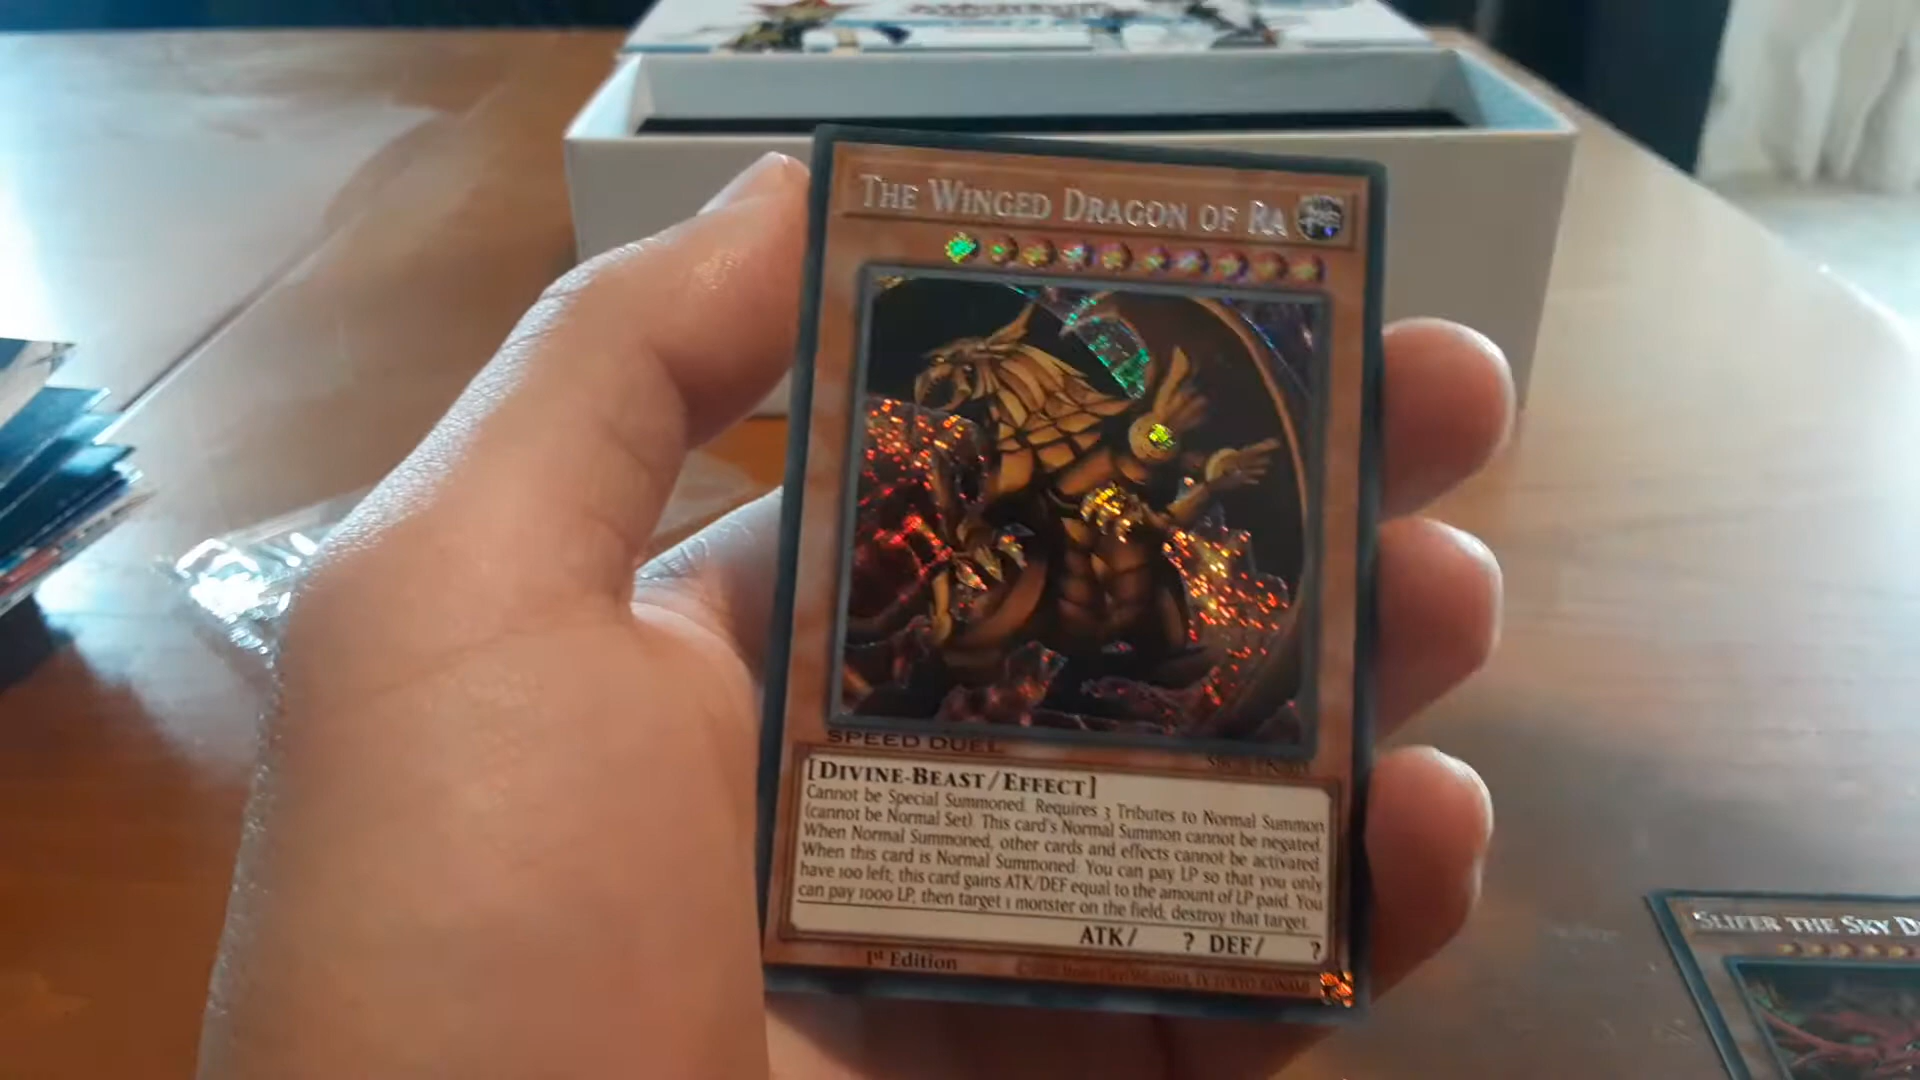 THE WINGED DRAGON OF RA
SPEED DUEL
[DIVINE-BEAST/EFFECT]
Cannot be Special Summoned. Requires 3 Tributes to Normal Summon
(cannot be Normal Set). This card's Normal Summon cannot be negated.
When Normal Summoned, other cards and effects cannot be activated.
When this card is Normal Summoned: You can pay LP so that you only
have 100 left; this card gains ATK/DEF equal to the amount of LP paid. You
can pay 1000 LP, then target 1 monster on the field; destroy that target.
ATK/ ? DEF/ ?
1st Edition
SLIFER THE SKY D